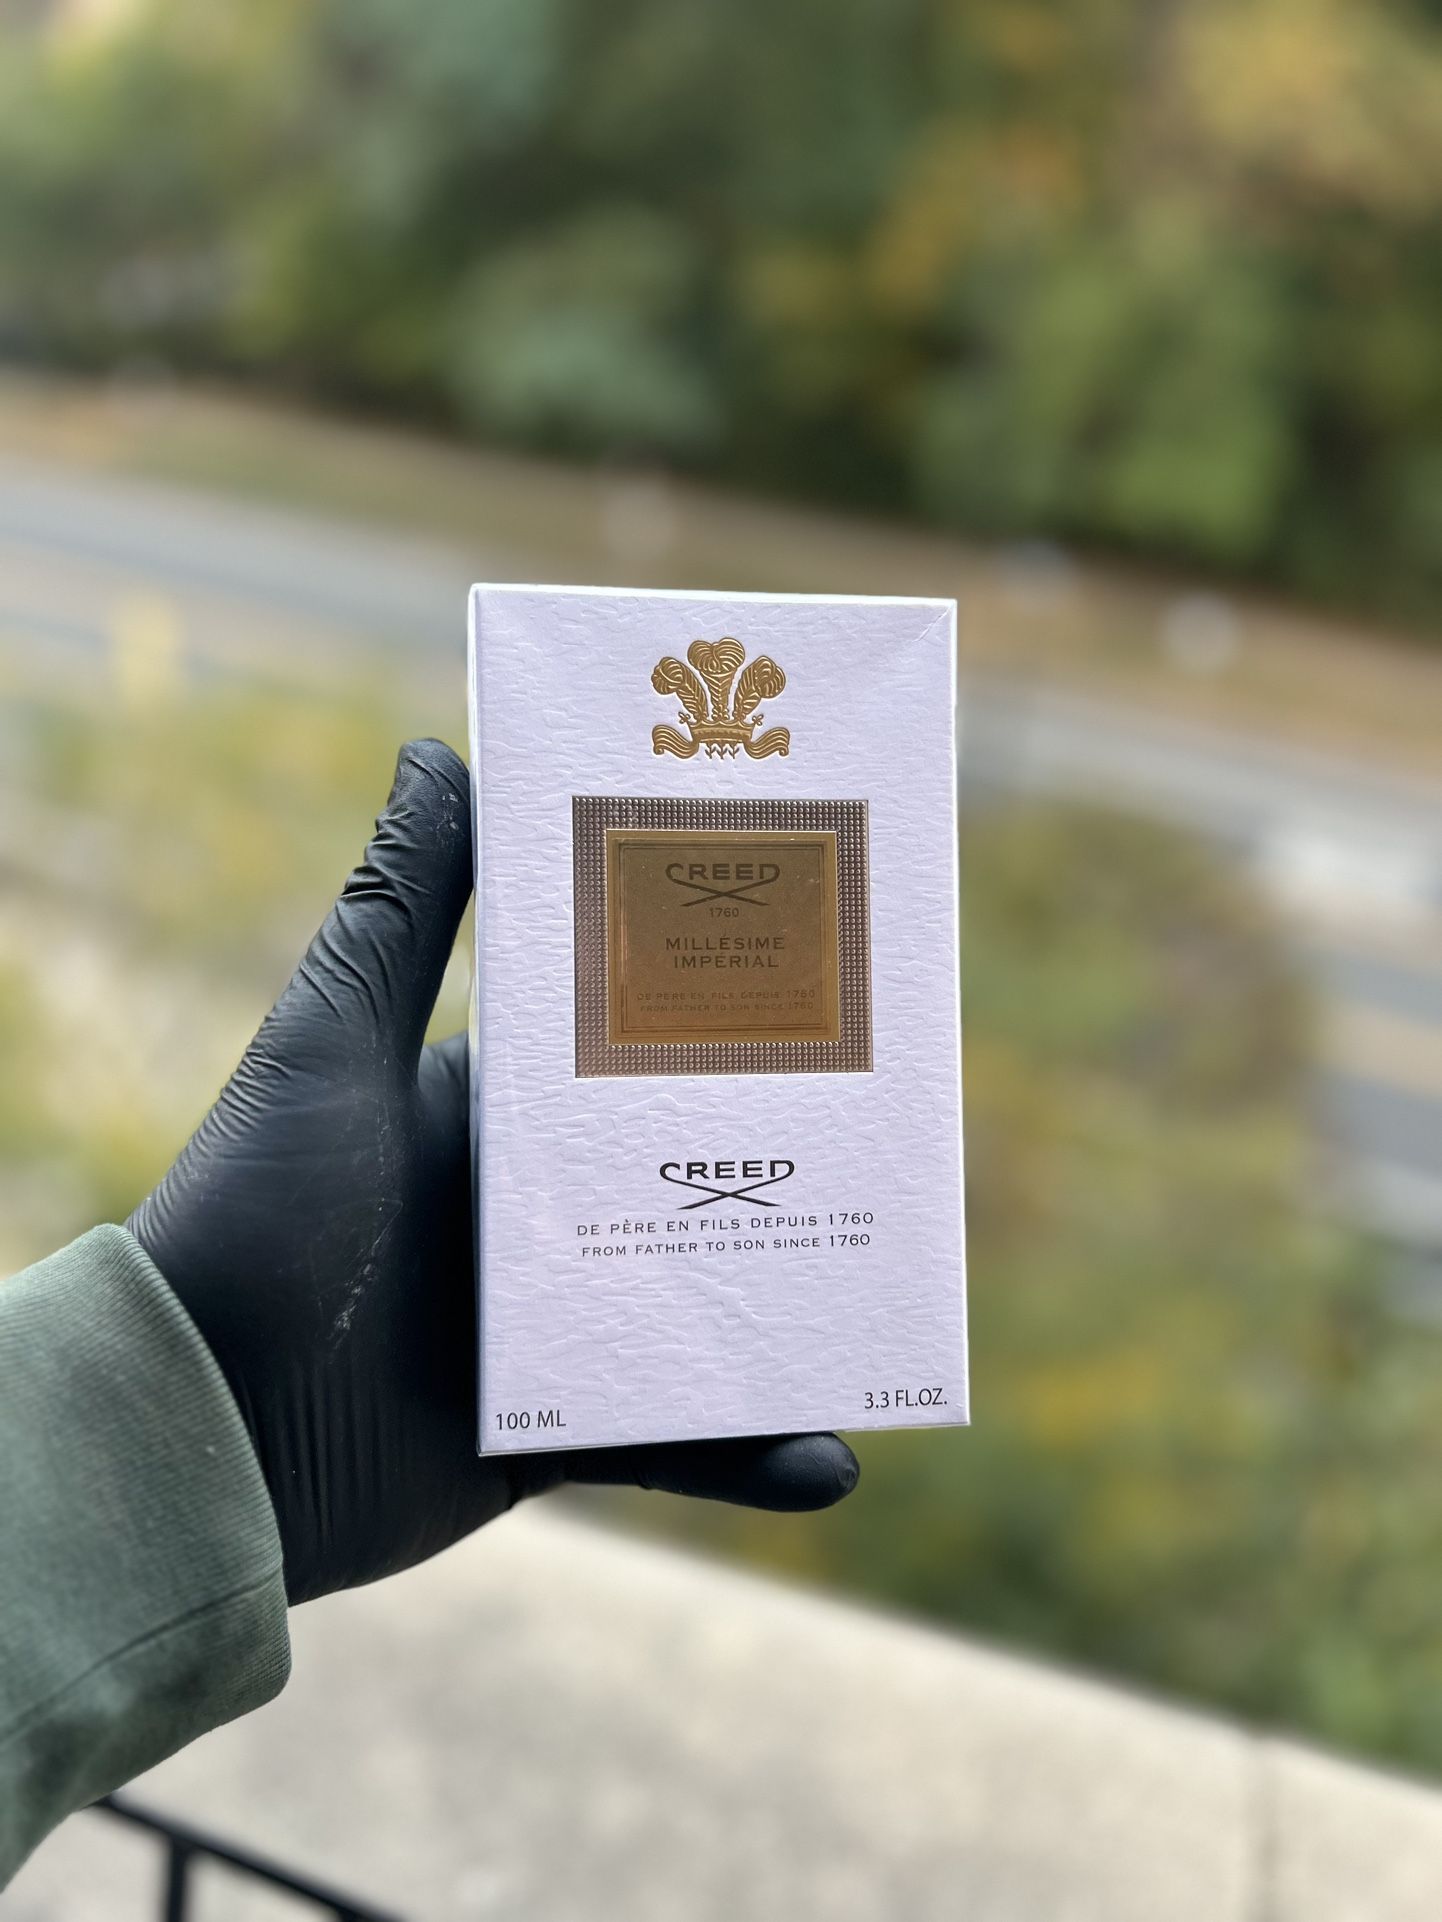 CREED
1760
MILLÉSIME
IMPÉRIAL
DE PÈRE EN FILS DEPUIS 1760
FROM FATHER TO SON SINCE 1760
CREED
DE PÈRE EN FILS DEPUIS 1760
FROM FATHER TO SON SINCE 1760
100 ML
3.3 FL.OZ.